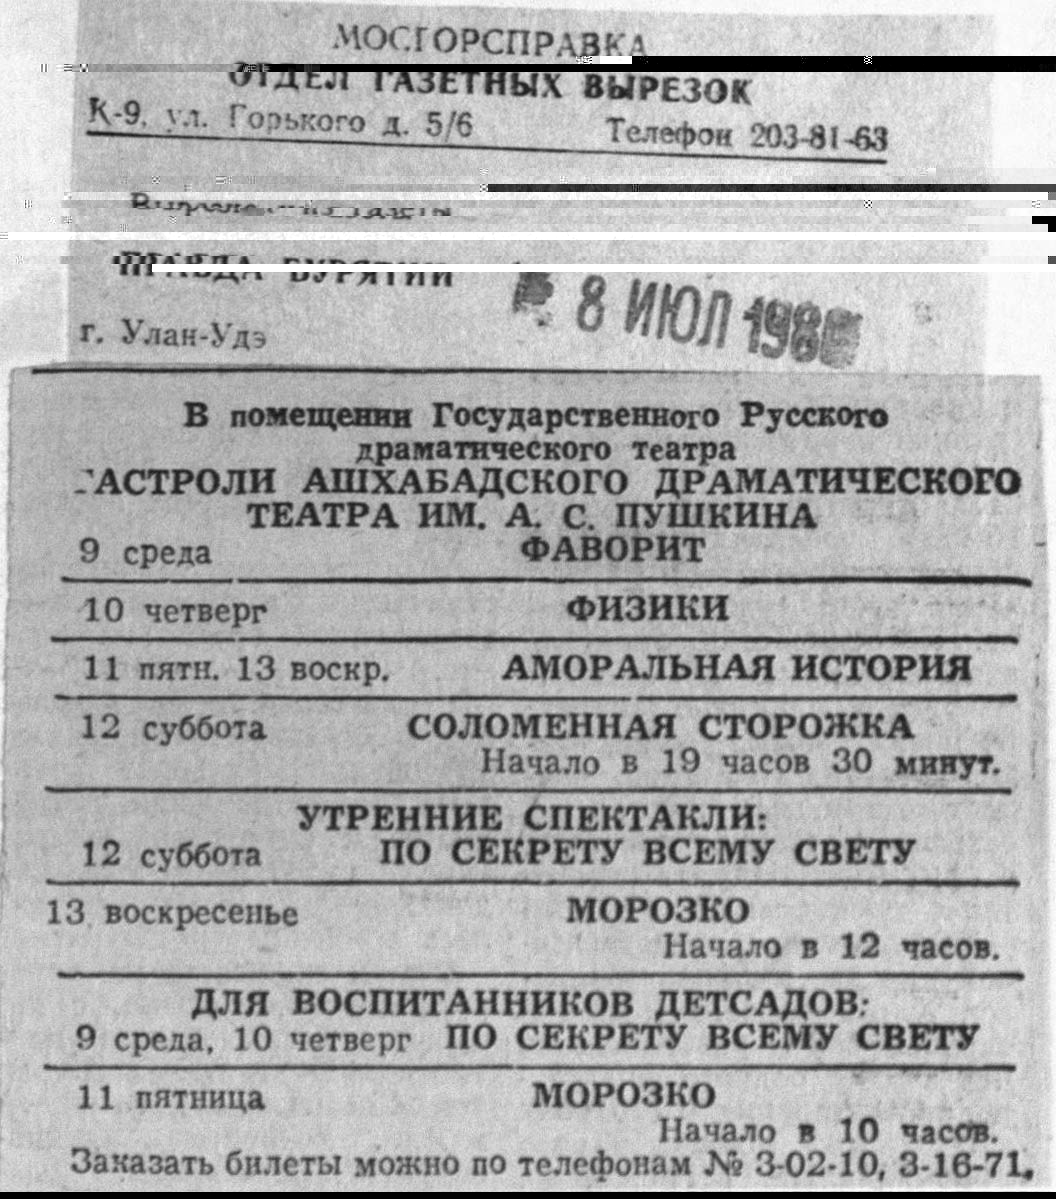 МОСГОРСПРАВКА
ОТДЕЛ ГАЗЕТНЫХ ВЫРЕЗОК
К-9, ул. Горького д. 5/6 Телефон 203-81-63
ПРАВДА БУРЯТИИ
8 ИЮЛ
г. Улан-Удэ
В помещении Государственного Русского
драматического театра
ГАСТРОЛИ АШХАБАДСКОГО ДРАМАТИЧЕСКОГО
ТЕАТРА ИМ. А. С. ПУШКИНА
9 среда ФАВОРИТ
10 четверг ФИЗИКИ
11 пятн. 13 воскр. АМОРАЛЬНАЯ ИСТОРИЯ
12 суббота СОЛОМЕННАЯ СТОРОЖКА
Начало в 19 часов 30 минут.
УТРЕННИЕ СПЕКТАКЛИ:
12 суббота ПО СЕКРЕТУ ВСЕМУ СВЕТУ
13 воскресенье МОРОЗКО
Начало в 12 часов.
ДЛЯ ВОСПИТАННИКОВ ДЕТСАДОВ:
9 среда, 10 четверг ПО СЕКРЕТУ ВСЕМУ СВЕТУ
11 пятница МОРОЗКО
Начало в 10 часов.
Заказать билеты можно по телефонам № 3-02-10, 3-16-71.